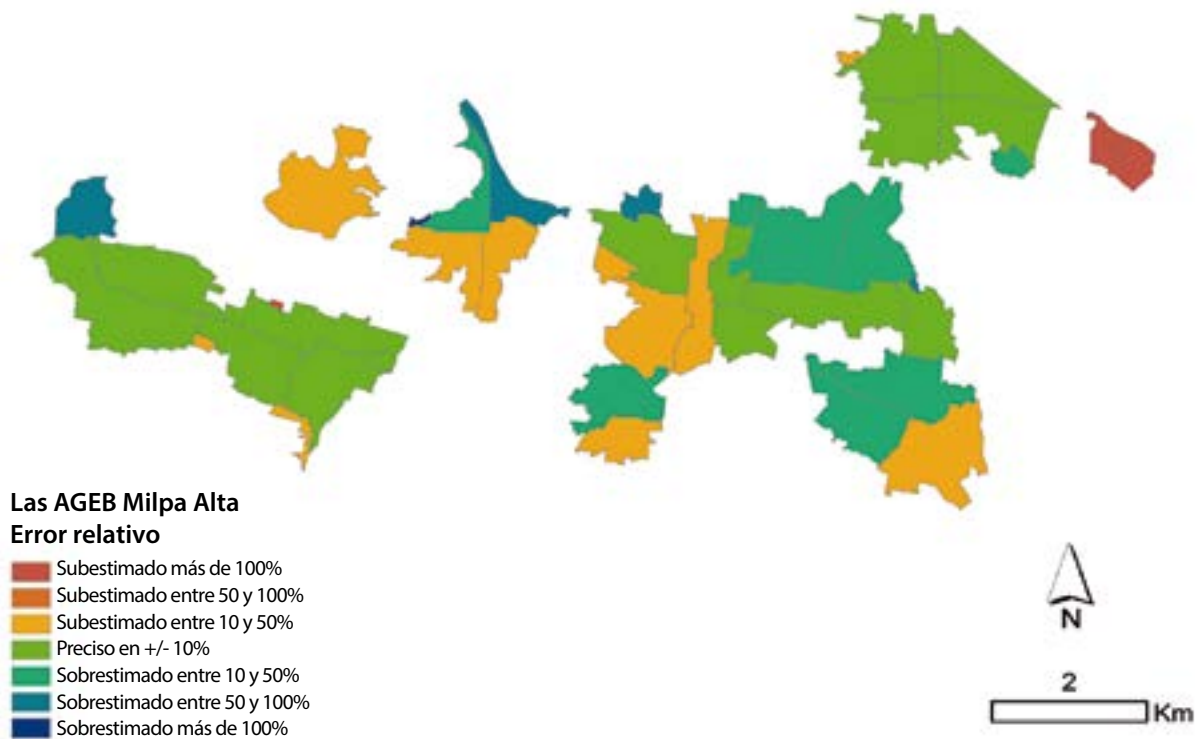 Las AGEB Milpa Alta
Error relativo
Subestimado más de 100%
Subestimado entre 50 y 100%
Subestimado entre 10 y 50%
Preciso en +/- 10%
Sobrestimado entre 10 y 50%
Sobrestimado entre 50 y 100%
Sobrestimado más de 100%
N
2
Km